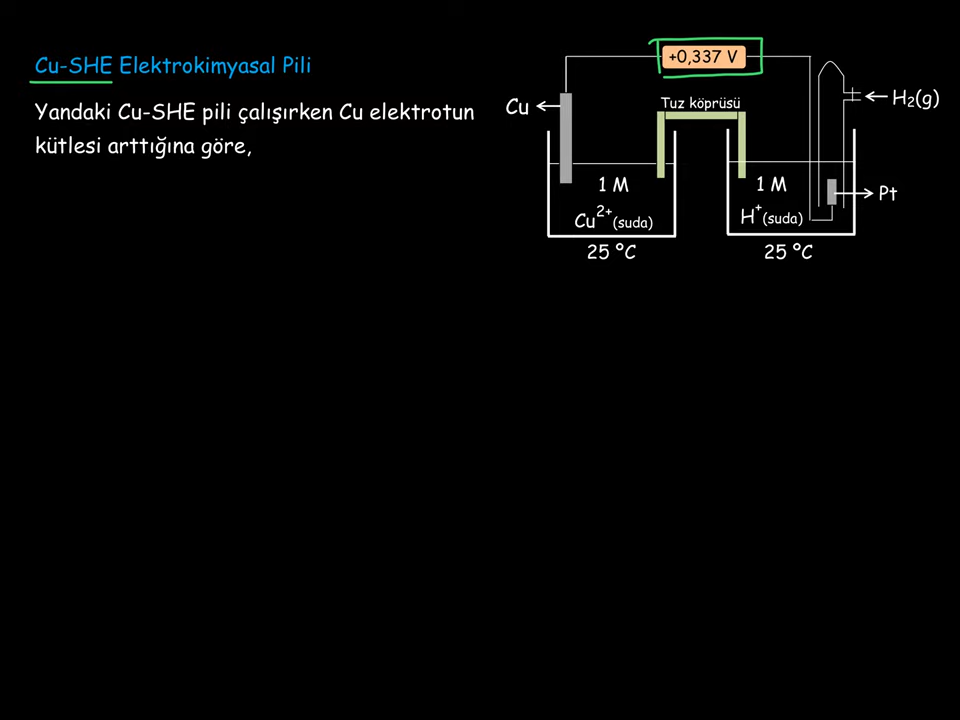 Cu-SHE Elektrokimyasal Pili
Yandaki Cu-SHE pili çalışırken Cu elektrotun
kütlesi arttığına göre,
+0,337 V
Cu
Tuz köprüsü
H₂(g)
1 M
Cu²⁺(suda)
25 °C
1 M
H⁺(suda)
25 °C
Pt